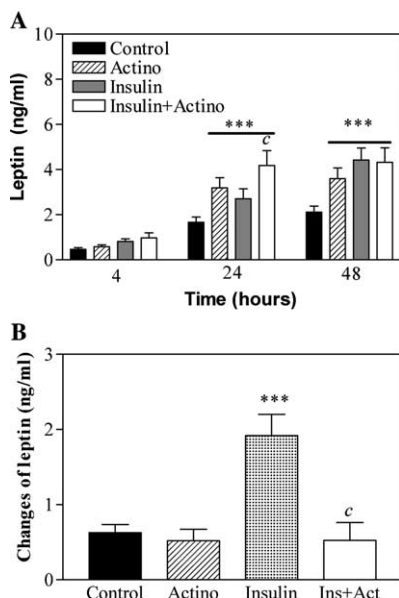 A
Leptin (ng/ml)
10
8
6
4
2
0
Control
Actino
Insulin
Insulin+Actino
***
c
***
4 24 48
Time (hours)
B
Changes of leptin (ng/ml)
3
2
1
0
***
c
Control Actino Insulin Ins+Act